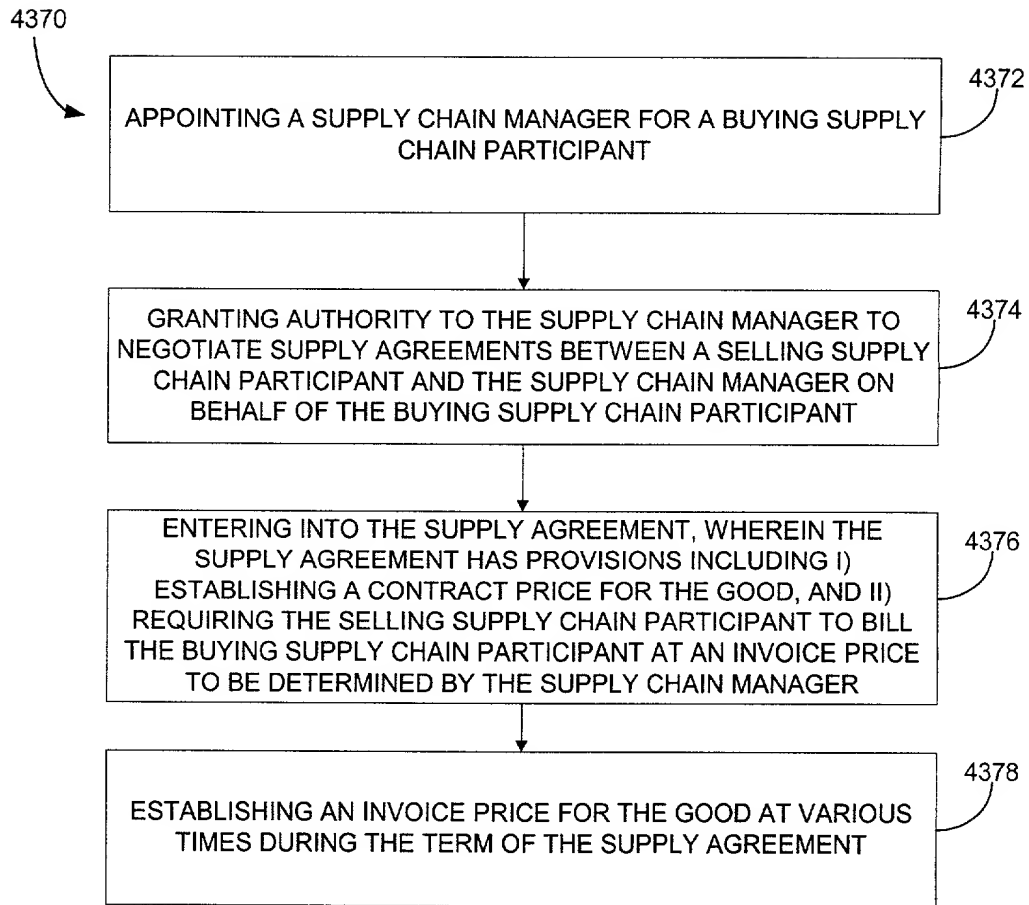 4370
4372
APPOINTING A SUPPLY CHAIN MANAGER FOR A BUYING SUPPLY
CHAIN PARTICIPANT
4374
GRANTING AUTHORITY TO THE SUPPLY CHAIN MANAGER TO
NEGOTIATE SUPPLY AGREEMENTS BETWEEN A SELLING SUPPLY
CHAIN PARTICIPANT AND THE SUPPLY CHAIN MANAGER ON
BEHALF OF THE BUYING SUPPLY CHAIN PARTICIPANT
4376
ENTERING INTO THE SUPPLY AGREEMENT, WHEREIN THE
SUPPLY AGREEMENT HAS PROVISIONS INCLUDING I)
ESTABLISHING A CONTRACT PRICE FOR THE GOOD, AND II)
REQUIRING THE SELLING SUPPLY CHAIN PARTICIPANT TO BILL
THE BUYING SUPPLY CHAIN PARTICIPANT AT AN INVOICE PRICE
TO BE DETERMINED BY THE SUPPLY CHAIN MANAGER
4378
ESTABLISHING AN INVOICE PRICE FOR THE GOOD AT VARIOUS
TIMES DURING THE TERM OF THE SUPPLY AGREEMENT